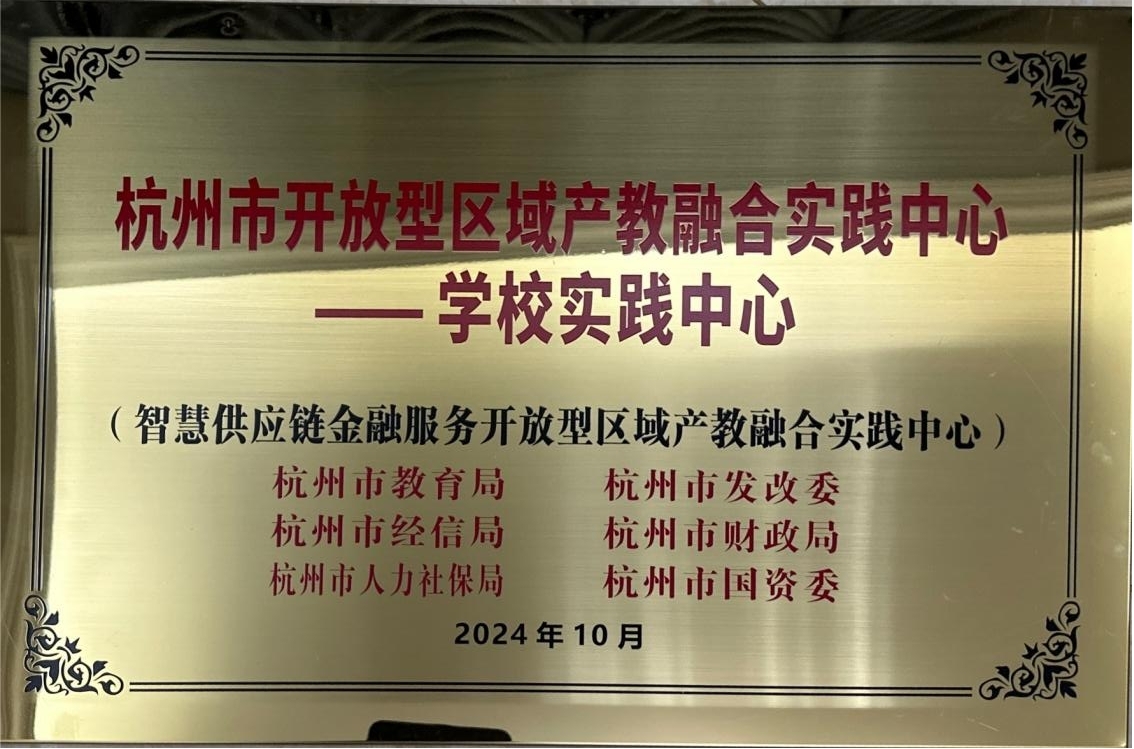 杭州市开放型区域产教融合实践中心
——学校实践中心
（智慧供应链金融服务开放型区域产教融合实践中心）
杭州市教育局 杭州市发改委
杭州市经信局 杭州市财政局
杭州市人力社保局 杭州市国资委
2024年10月